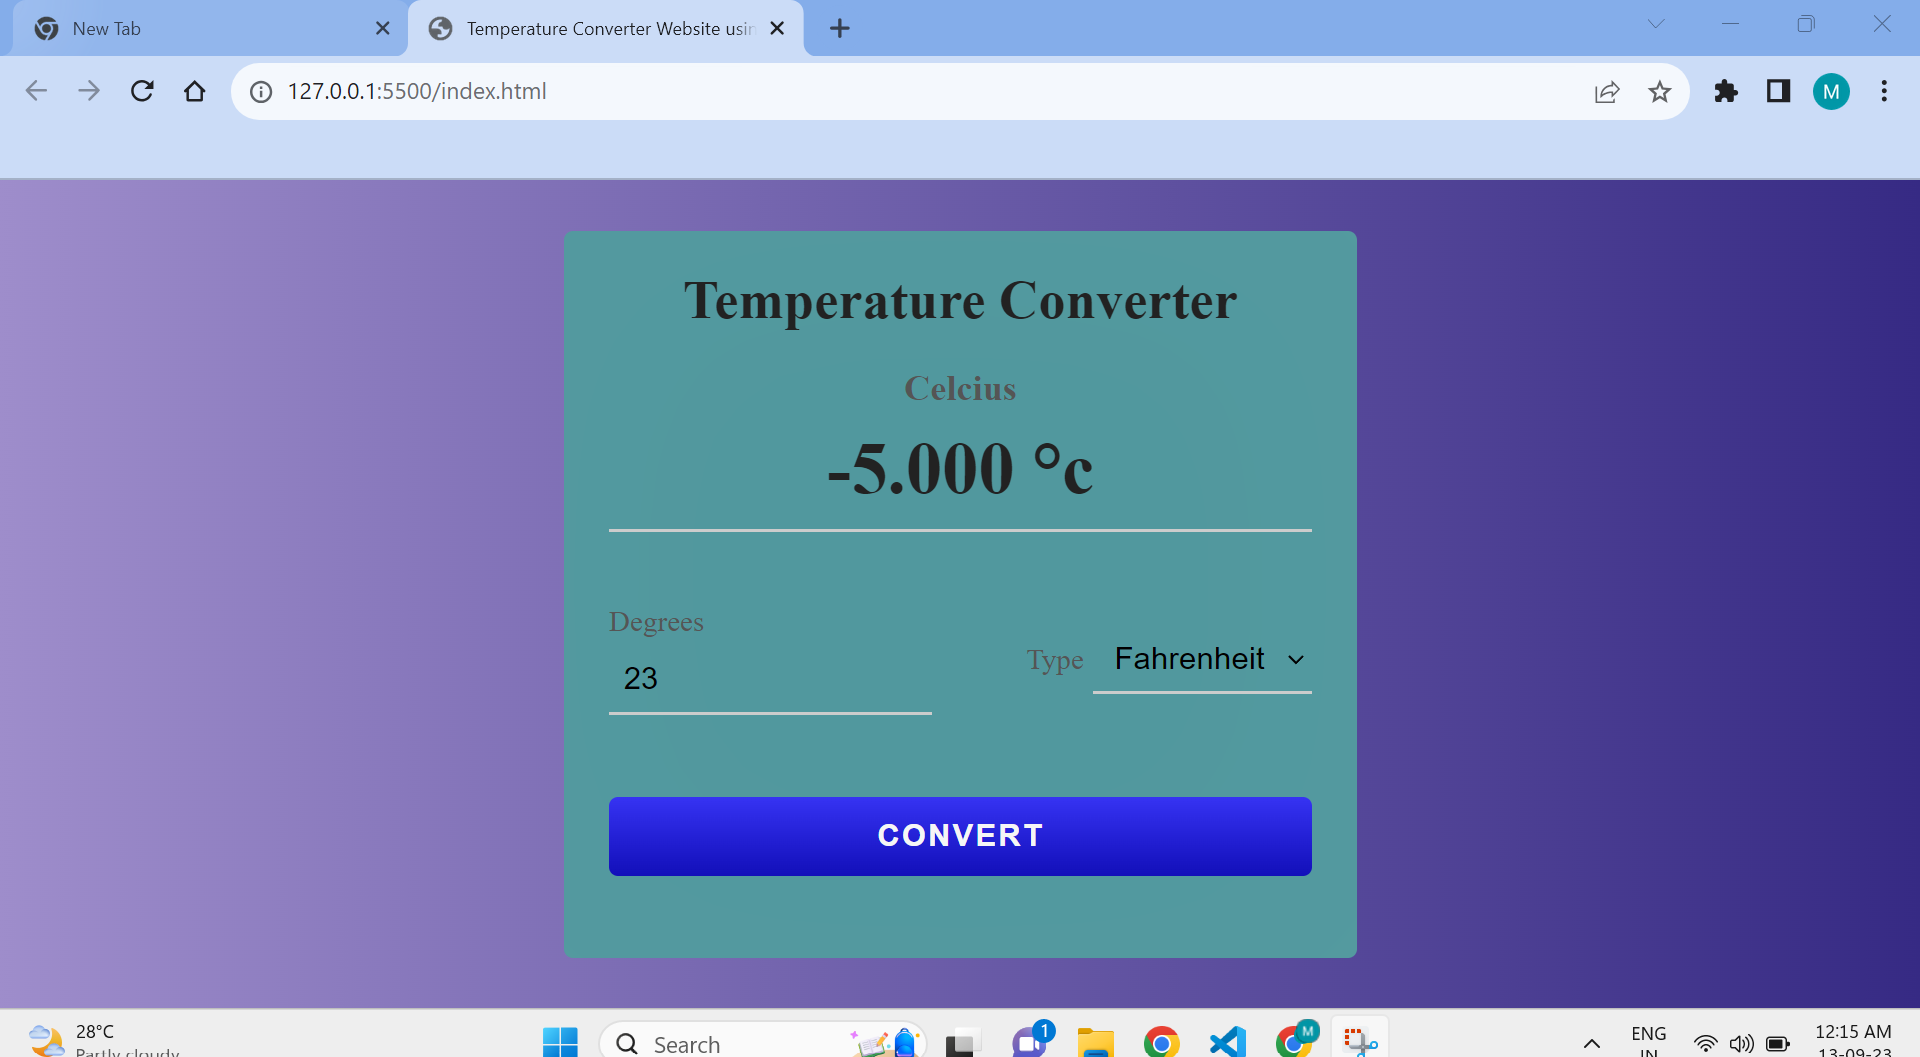 New Tab
Temperature Converter Website usin
127.0.0.1:5500/index.html
M
Temperature Converter
Celcius
-5.000 °c
Degrees
23
Type
Fahrenheit
CONVERT
28°C
Partly cloudy
Search
1
M
ENG
IN
12:15 AM
13-09-23